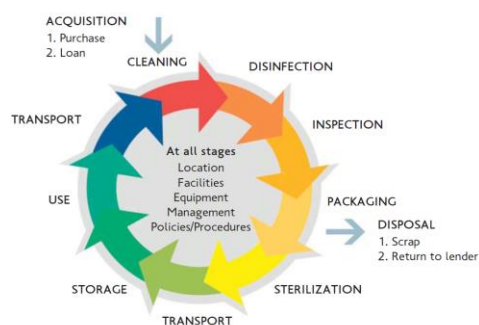 ACQUISITION
1. Purchase
2. Loan
CLEANING
DISINFECTION
INSPECTION
PACKAGING
DISPOSAL
1. Scrap
2. Return to lender
STERILIZATION
TRANSPORT
STORAGE
USE
TRANSPORT
At all stages
Location
Facilities
Equipment
Management
Policies/Procedures